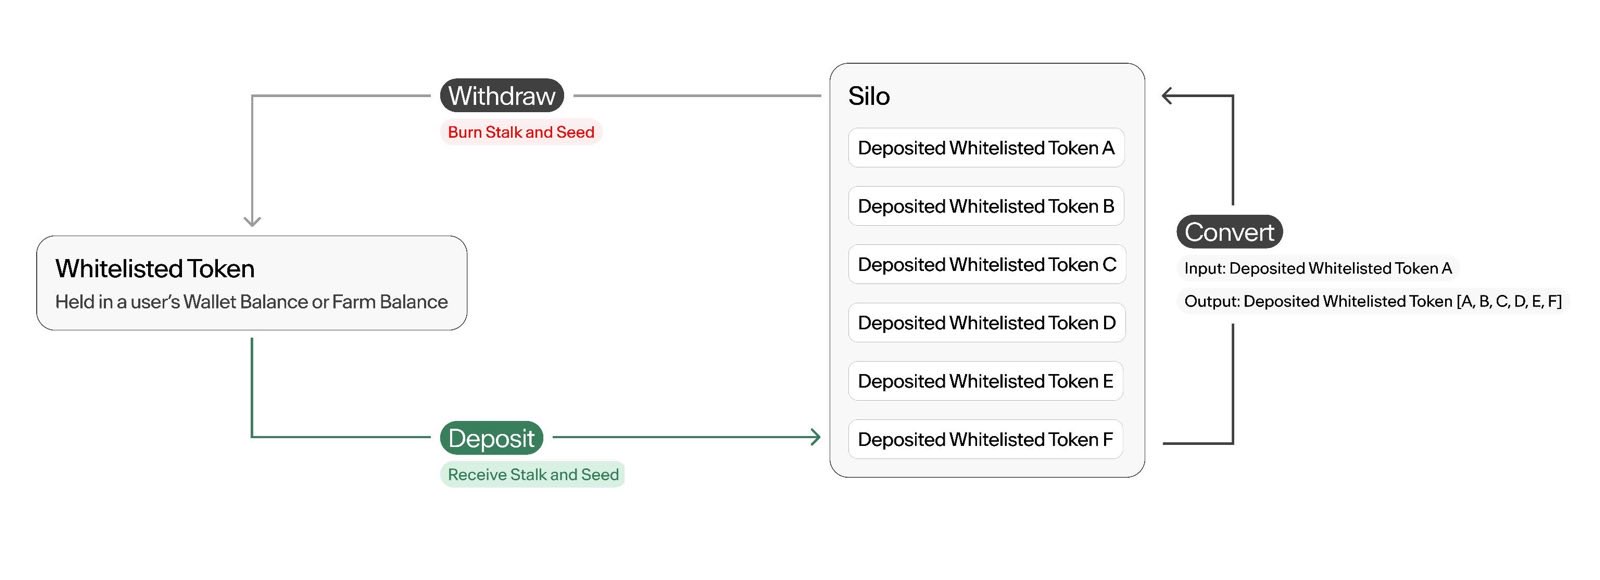 Withdraw
Burn Stalk and Seed
Whitelisted Token
Held in a user's Wallet Balance or Farm Balance
Deposit
Receive Stalk and Seed
Silo
Deposited Whitelisted Token A
Deposited Whitelisted Token B
Deposited Whitelisted Token C
Deposited Whitelisted Token D
Deposited Whitelisted Token E
Deposited Whitelisted Token F
Convert
Input: Deposited Whitelisted Token A
Output: Deposited Whitelisted Token [A, B, C, D, E, F]